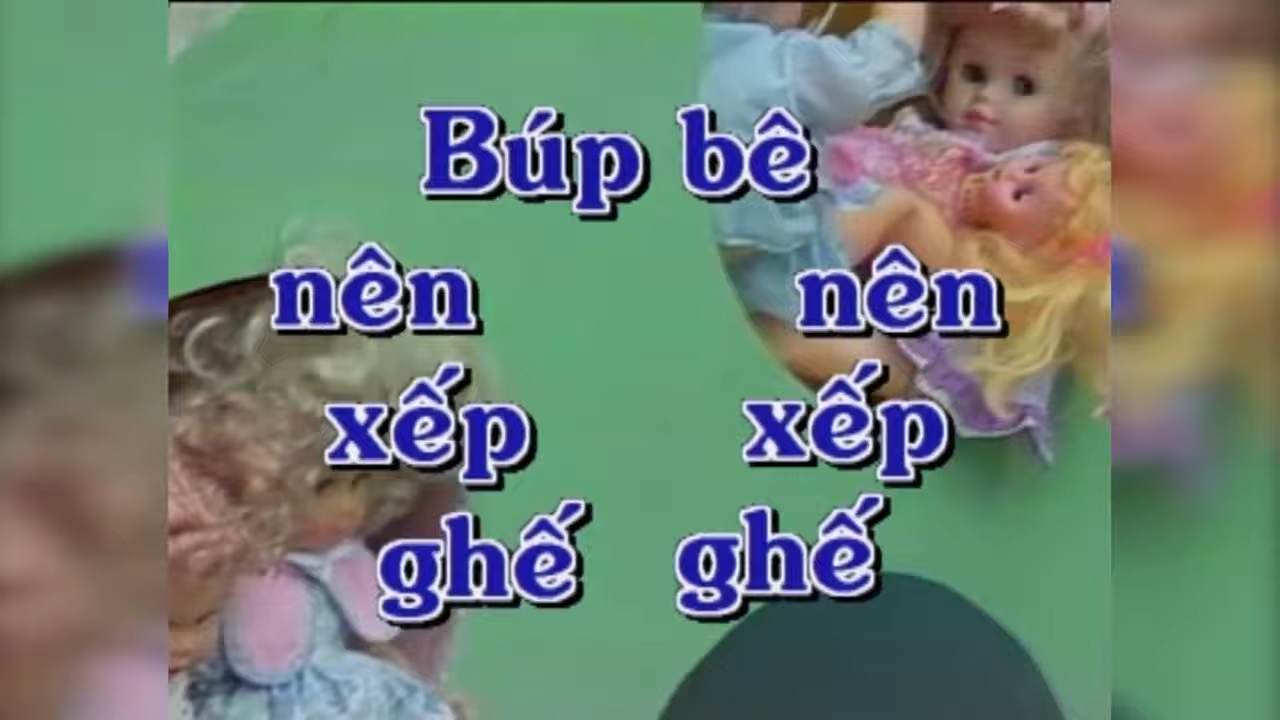 Búp bê
nên nên
xếp xếp
ghế ghế